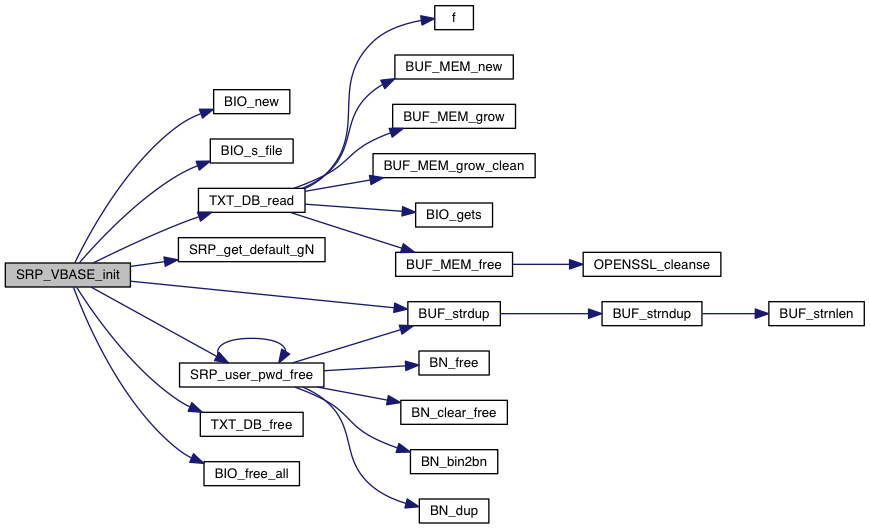 f
BUF_MEM_new
BIO_new
BUF_MEM_grow
BIO_s_file
BUF_MEM_grow_clean
TXT_DB_read
BIO_gets
SRP_get_default_gN
BUF_MEM_free
OPENSSL_cleanse
SRP_VBASE_init
BUF_strdup
BUF_strndup
BUF_strnlen
BN_free
SRP_user_pwd_free
BN_clear_free
TXT_DB_free
BN_bin2bn
BIO_free_all
BN_dup